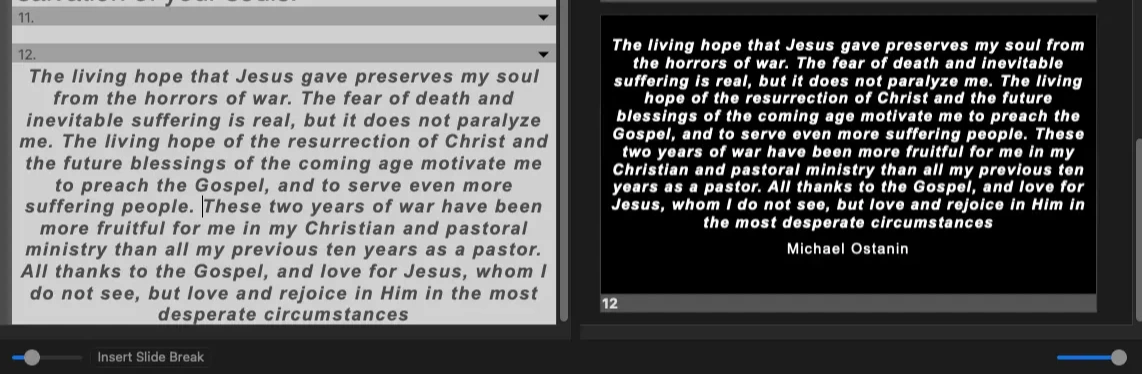 salvation of your souls.
11.
12.
The living hope that Jesus gave preserves my soul
from the horrors of war. The fear of death and
inevitable suffering is real, but it does not paralyze
me. The living hope of the resurrection of Christ and
the future blessings of the coming age motivate me
to preach the Gospel, and to serve even more
suffering people. These two years of war have been
more fruitful for me in my Christian and pastoral
ministry than all my previous ten years as a pastor.
All thanks to the Gospel, and love for Jesus, whom I
do not see, but love and rejoice in Him in the most
desperate circumstances
Insert Slide Break
The living hope that Jesus gave preserves my soul from
the horrors of war. The fear of death and inevitable
suffering is real, but it does not paralyze me. The living
hope of the resurrection of Christ and the future
blessings of the coming age motivate me to preach the
Gospel, and to serve even more suffering people. These
two years of war have been more fruitful for me in my
Christian and pastoral ministry than all my previous ten
years as a pastor. All thanks to the Gospel, and love for
Jesus, whom I do not see, but love and rejoice in Him in
the most desperate circumstances
Michael Ostanin
12